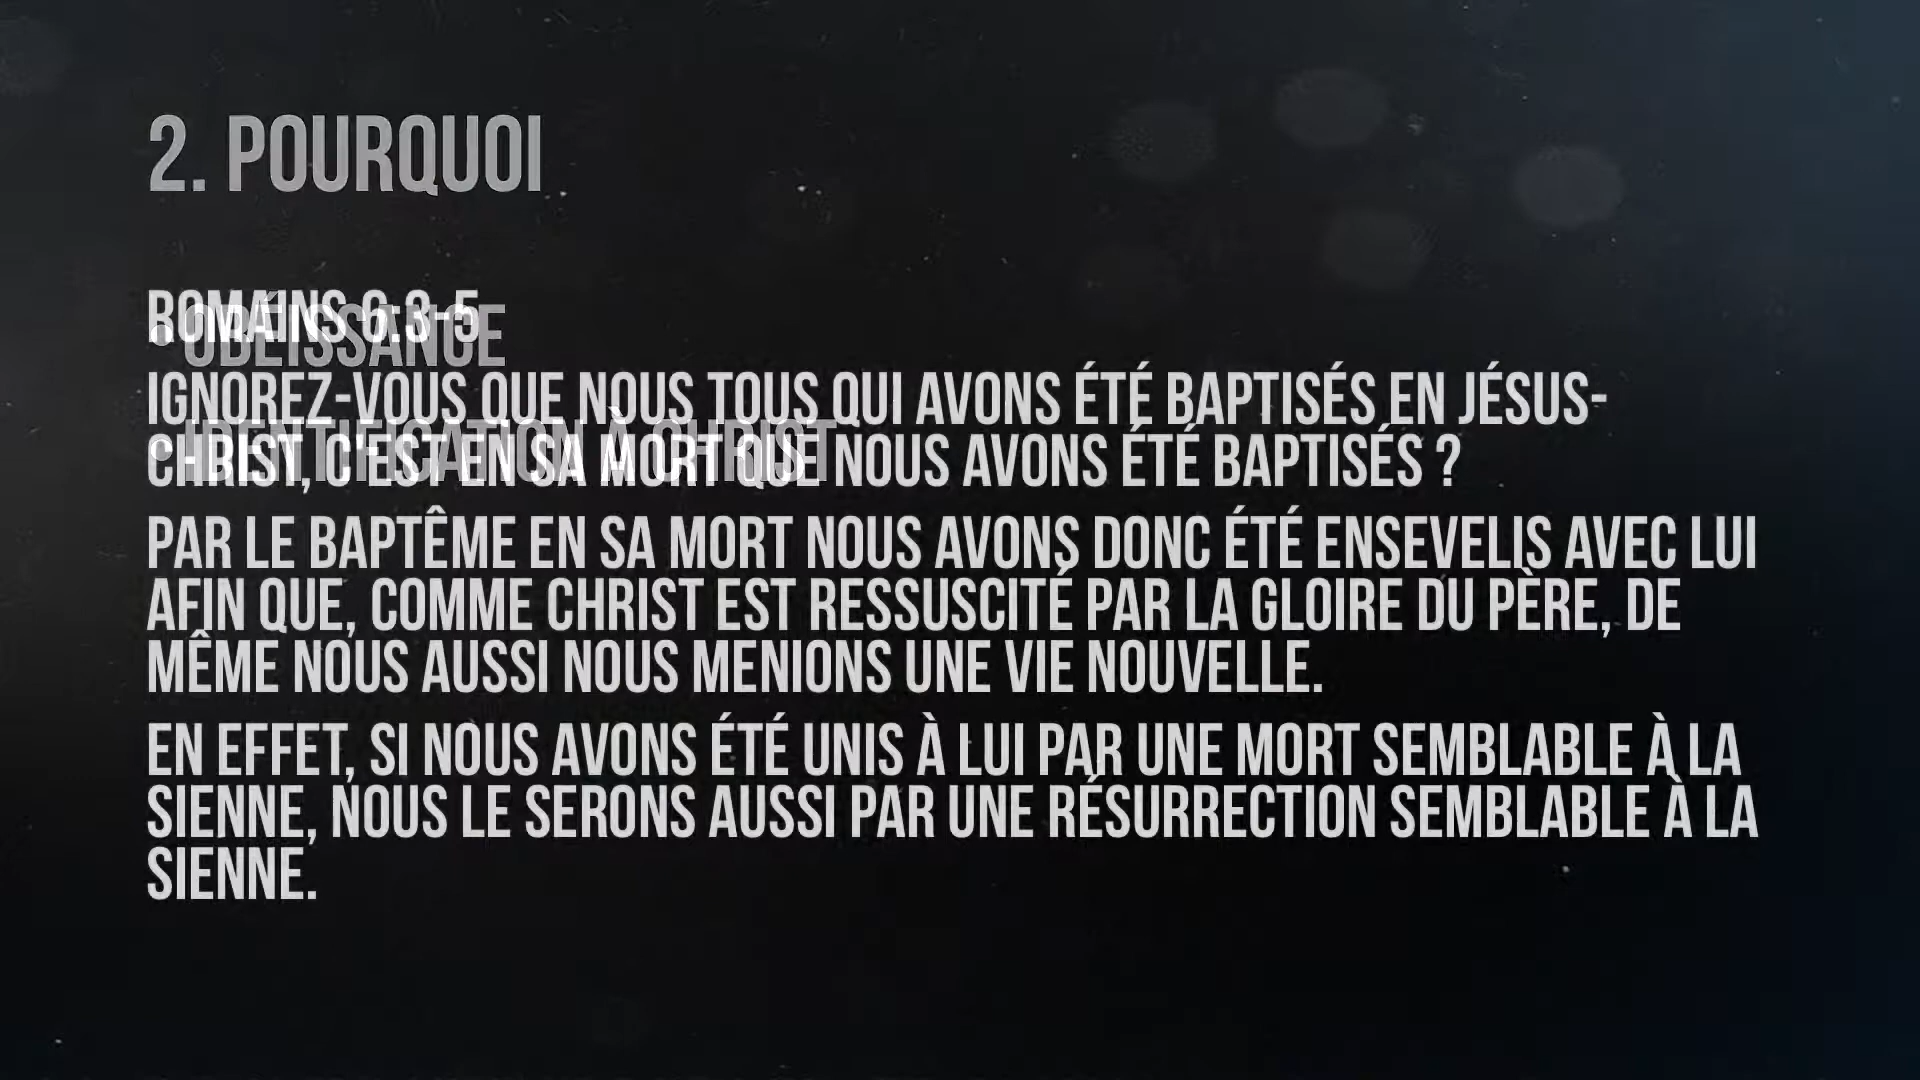 2. POURQUOI
ROMAINS 6:3-5
• OBÉISSANCE
IGNOREZ-VOUS QUE NOUS TOUS QUI AVONS ÉTÉ BAPTISÉS EN JÉSUS-
CHRIST, C'EST EN SA MORT QUE NOUS AVONS ÉTÉ BAPTISÉS ?
• IDENTIFICATION À CHRIST
PAR LE BAPTÊME EN SA MORT NOUS AVONS DONC ÉTÉ ENSEVELIS AVEC LUI
AFIN QUE, COMME CHRIST EST RESSUSCITÉ PAR LA GLOIRE DU PÈRE, DE
MÊME NOUS AUSSI NOUS MENIONS UNE VIE NOUVELLE.
EN EFFET, SI NOUS AVONS ÉTÉ UNIS À LUI PAR UNE MORT SEMBLABLE À LA
SIENNE, NOUS LE SERONS AUSSI PAR UNE RÉSURRECTION SEMBLABLE À LA
SIENNE.